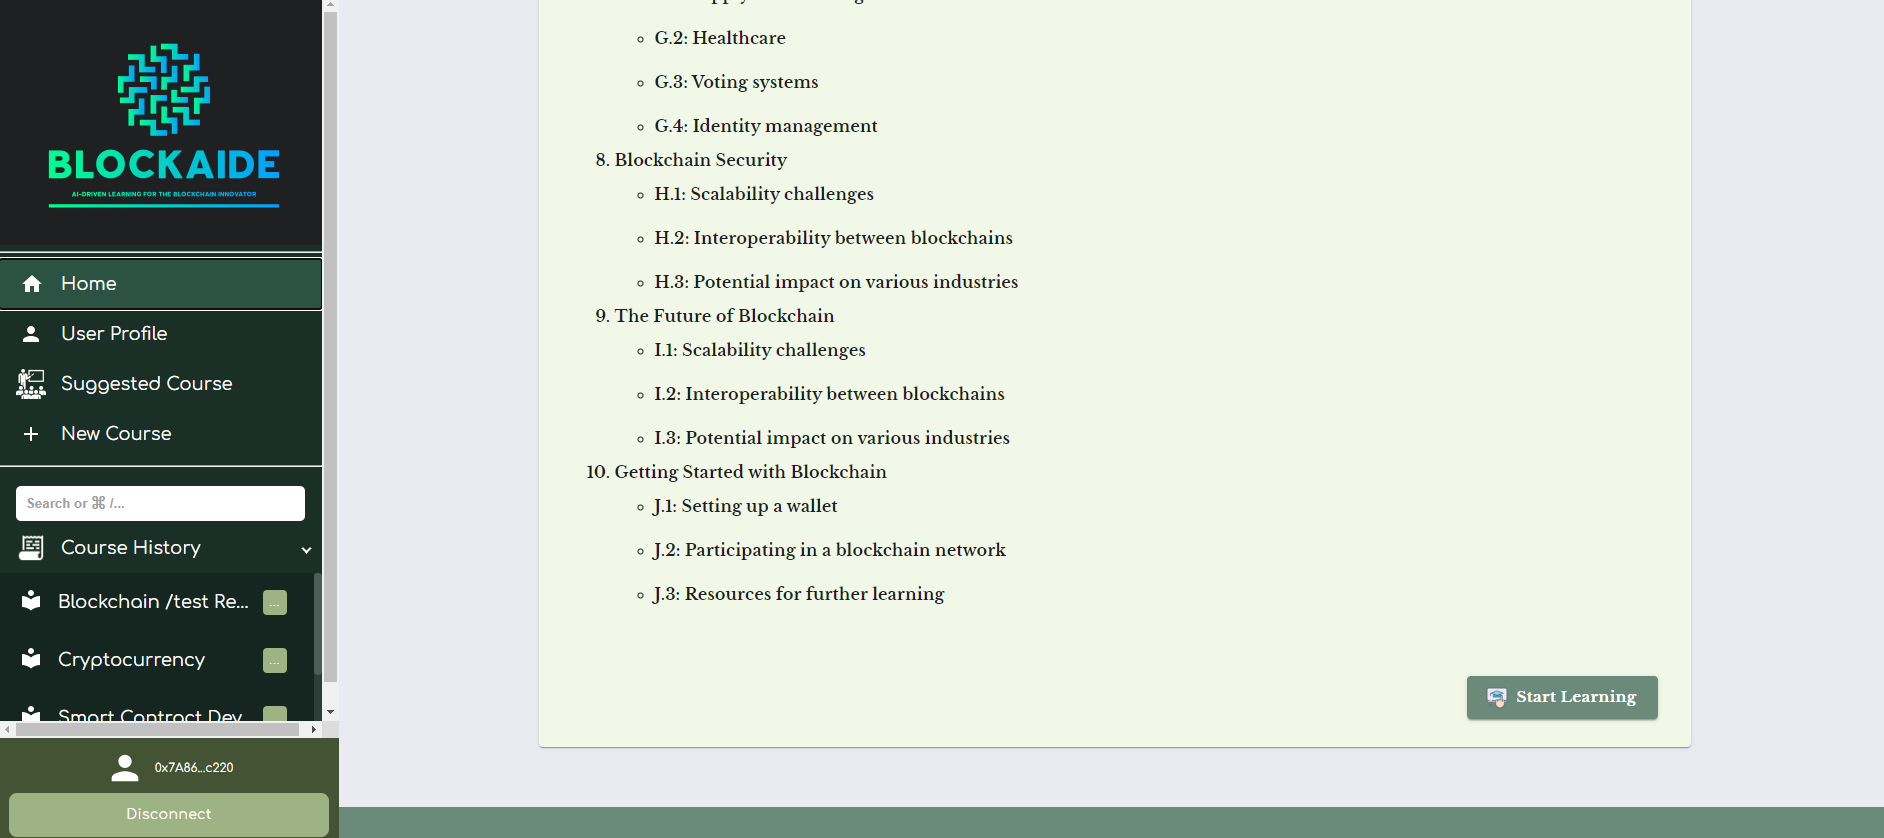 BLOCKAIDE
AI-DRIVEN LEARNING FOR THE BLOCKCHAIN INNOVATOR
Home
User Profile
Suggested Course
New Course
Search or ⌘ /...
Course History
Blockchain /test Re...
...
Cryptocurrency
...
Smart Contract Dev
0x7A86...c220
Disconnect
G.2: Healthcare
G.3: Voting systems
G.4: Identity management
8. Blockchain Security
H.1: Scalability challenges
H.2: Interoperability between blockchains
H.3: Potential impact on various industries
9. The Future of Blockchain
I.1: Scalability challenges
I.2: Interoperability between blockchains
I.3: Potential impact on various industries
10. Getting Started with Blockchain
J.1: Setting up a wallet
J.2: Participating in a blockchain network
J.3: Resources for further learning
Start Learning